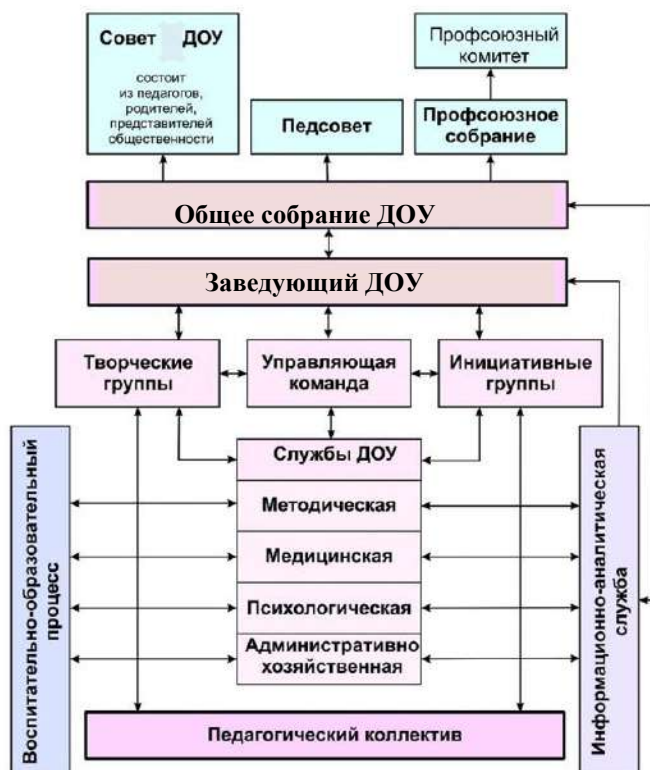 Совет ДОУ
состоит
из педагогов,
родителей,
представителей
общественности
Педсовет
Профсоюзный
комитет
Профсоюзное
собрание
Общее собрание ДОУ
Заведующий ДОУ
Творческие
группы
Управляющая
команда
Инициативные
группы
Службы ДОУ
Методическая
Медицинская
Психологическая
Административно
хозяйственная
Воспитательно-образовательный
процесс
Информационно-аналитическая
служба
Педагогический коллектив